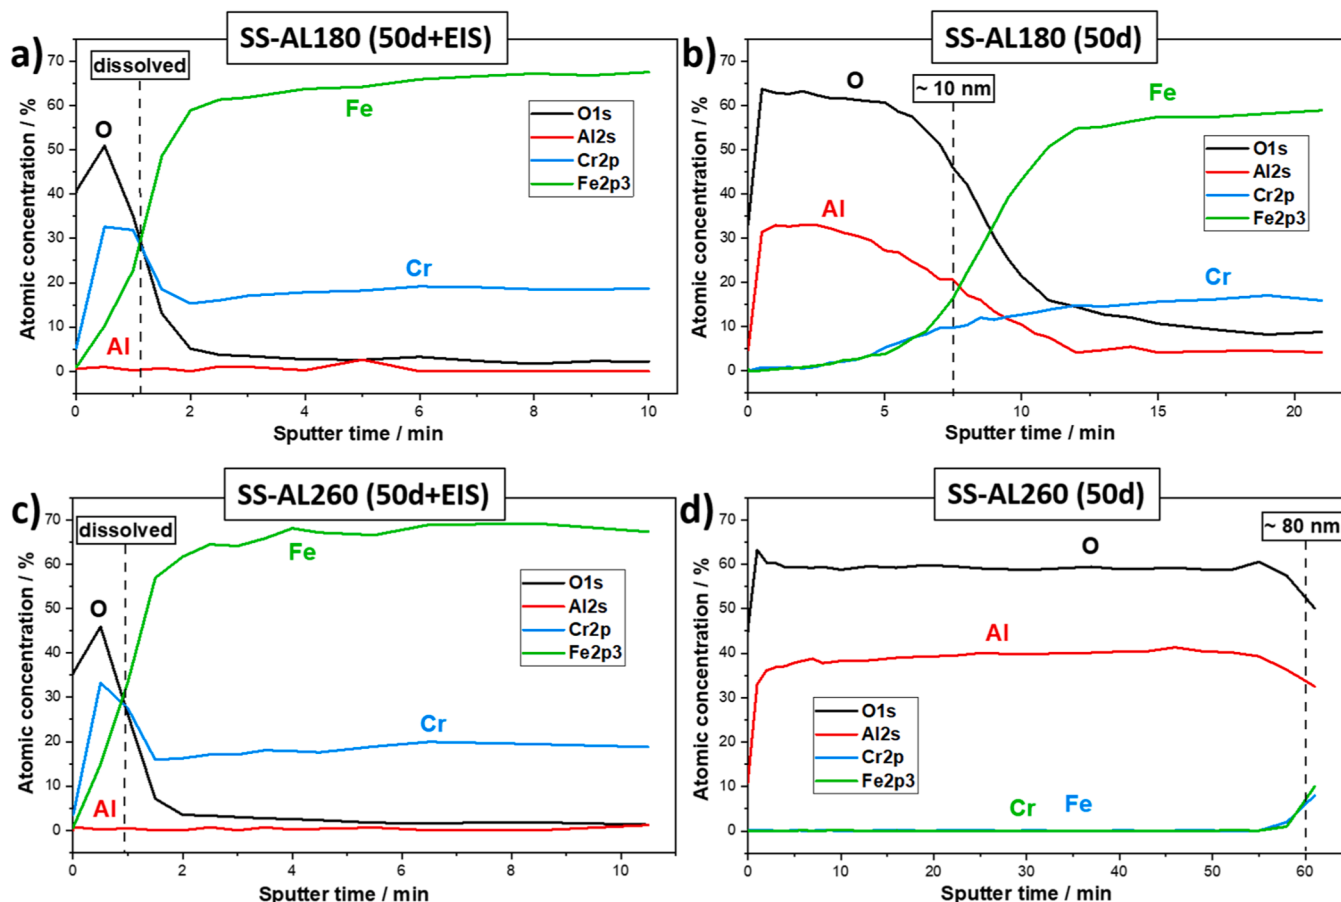 a)
SS-AL180 (50d+EIS)
dissolved
O
Fe
Cr
Al
O1s
Al2s
Cr2p
Fe2p3
Atomic concentration / %
70
60
50
40
30
20
10
0
0 2 4 6 8 10
Sputter time / min
b)
SS-AL180 (50d)
~ 10 nm
O
Fe
Al
Cr
O1s
Al2s
Cr2p
Fe2p3
Atomic concentration / %
70
60
50
40
30
20
10
0
0 5 10 15 20
Sputter time / min
c)
SS-AL260 (50d+EIS)
dissolved
O
Fe
Cr
Al
O1s
Al2s
Cr2p
Fe2p3
Atomic concentration / %
70
60
50
40
30
20
10
0
0 2 4 6 8 10
Sputter time / min
d)
SS-AL260 (50d)
~ 80 nm
O
Al
Cr
Fe
O1s
Al2s
Cr2p
Fe2p3
Atomic concentration / %
70
60
50
40
30
20
10
0
0 10 20 30 40 50 60
Sputter time / min